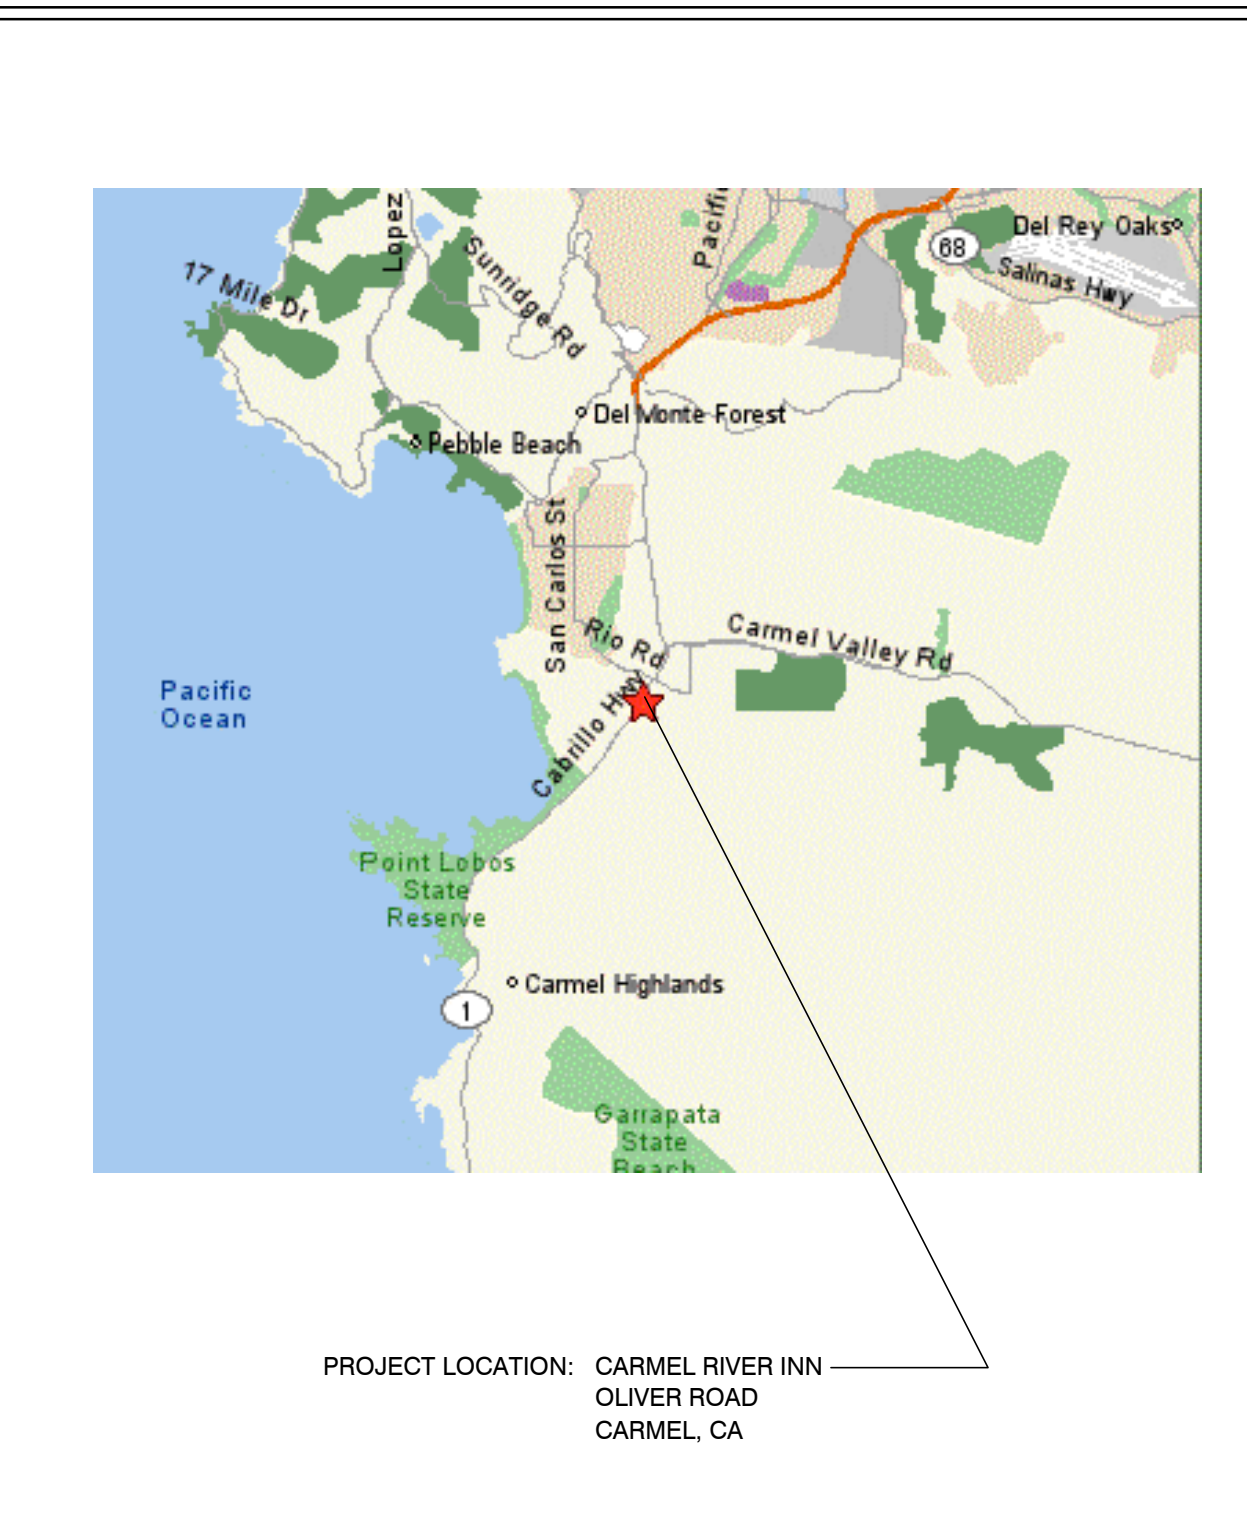 Lopez
Pacific
Del Rey Oaks
68
Salinas Hwy
17 Mile Dr
Sunridge Rd
Del Monte Forest
Pebble Beach
San Carlos St
Rio Rd
Carmel Valley Rd
Pacific
Ocean
Cabrillo Hwy
Point Lobos
State
Reserve
Carmel Highlands
1
Garrapata
State
Beach
PROJECT LOCATION: CARMEL RIVER INN
OLIVER ROAD
CARMEL, CA